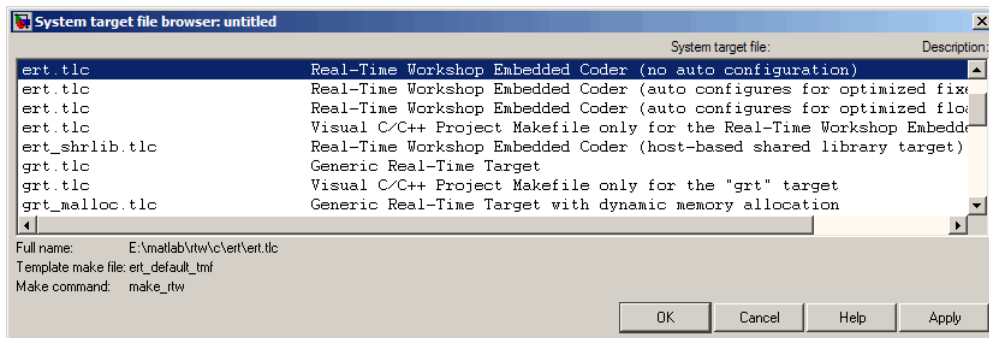 System target file browser: untitled
System target file: Description:
ert.tlc Real-Time Workshop Embedded Coder (no auto configuration)
ert.tlc Real-Time Workshop Embedded Coder (auto configures for optimized fixe
ert.tlc Real-Time Workshop Embedded Coder (auto configures for optimized floa
ert.tlc Visual C/C++ Project Makefile only for the Real-Time Workshop Embedde
ert_shrlib.tlc Real-Time Workshop Embedded Coder (host-based shared library target)
grt.tlc Generic Real-Time Target
grt.tlc Visual C/C++ Project Makefile only for the "grt" target
grt_malloc.tlc Generic Real-Time Target with dynamic memory allocation
Full name: E:\matlab\rtw\c\ert\ert.tlc
Template make file: ert_default_tmf
Make command: make_rtw
OK Cancel Help Apply